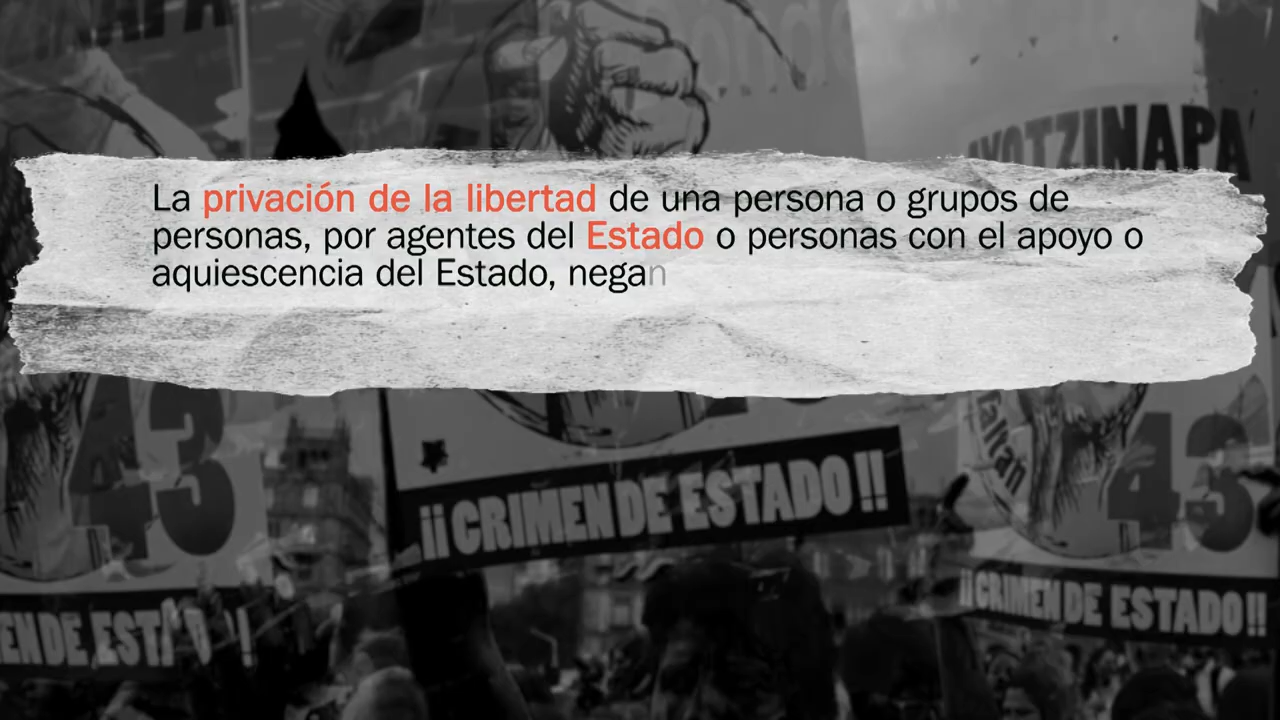 AYOTZINAPA
La privación de la libertad de una persona o grupos de
personas, por agentes del Estado o personas con el apoyo o
aquiescencia del Estado, negan
43
Faltan
43
¡¡CRIMEN DE ESTADO!!
¡¡CRIMEN DE ESTADO!!